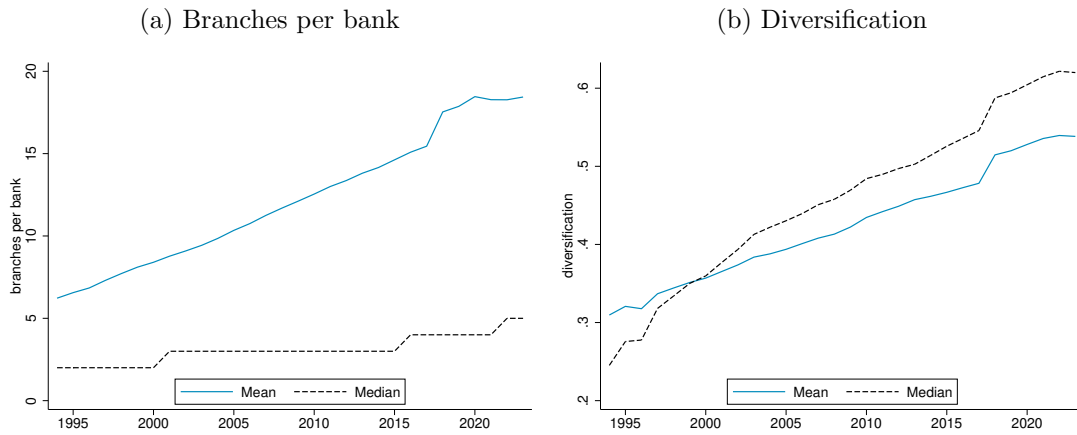 (a) Branches per bank
branches per bank
20
15
10
5
0
1995 2000 2005 2010 2015 2020
Mean Median
(b) Diversification
diversification
.6
.5
.4
.3
.2
1995 2000 2005 2010 2015 2020
Mean Median